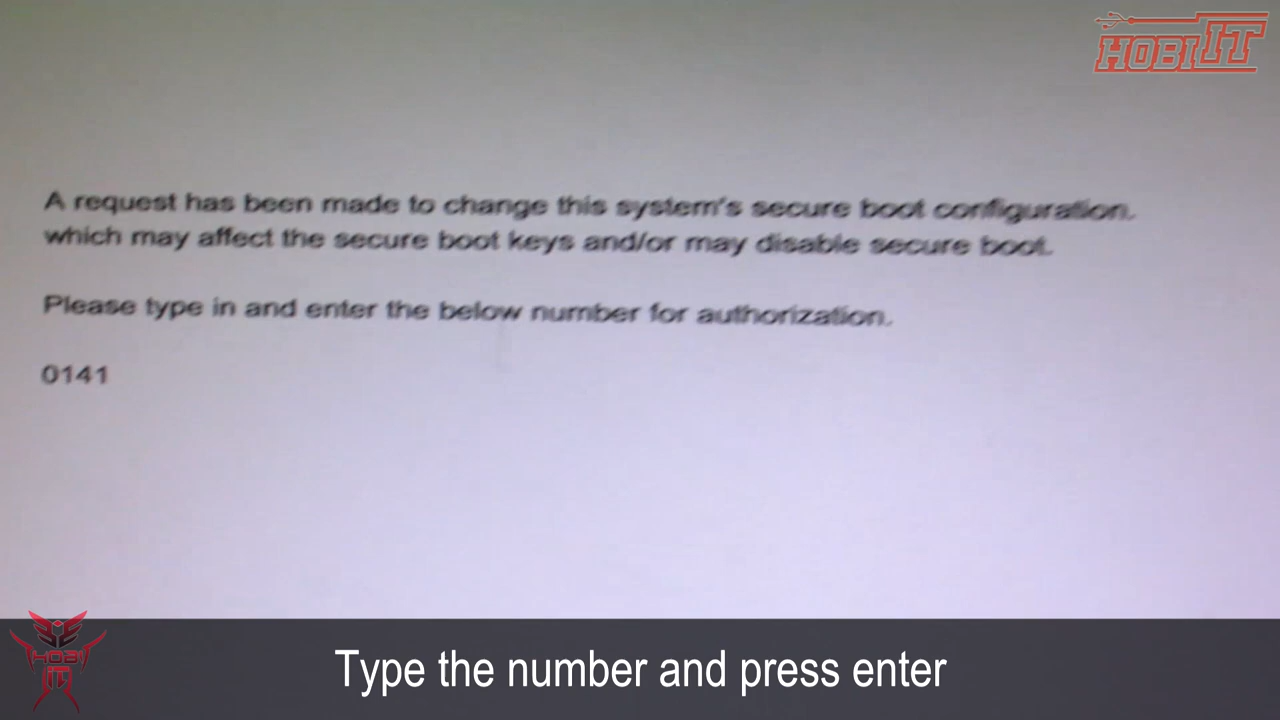 HOBI IT
A request has been made to change this system's secure boot configuration,
which may affect the secure boot keys and/or may disable secure boot.
Please type in and enter the below number for authorization.
0141
HOBI
IT
Type the number and press enter